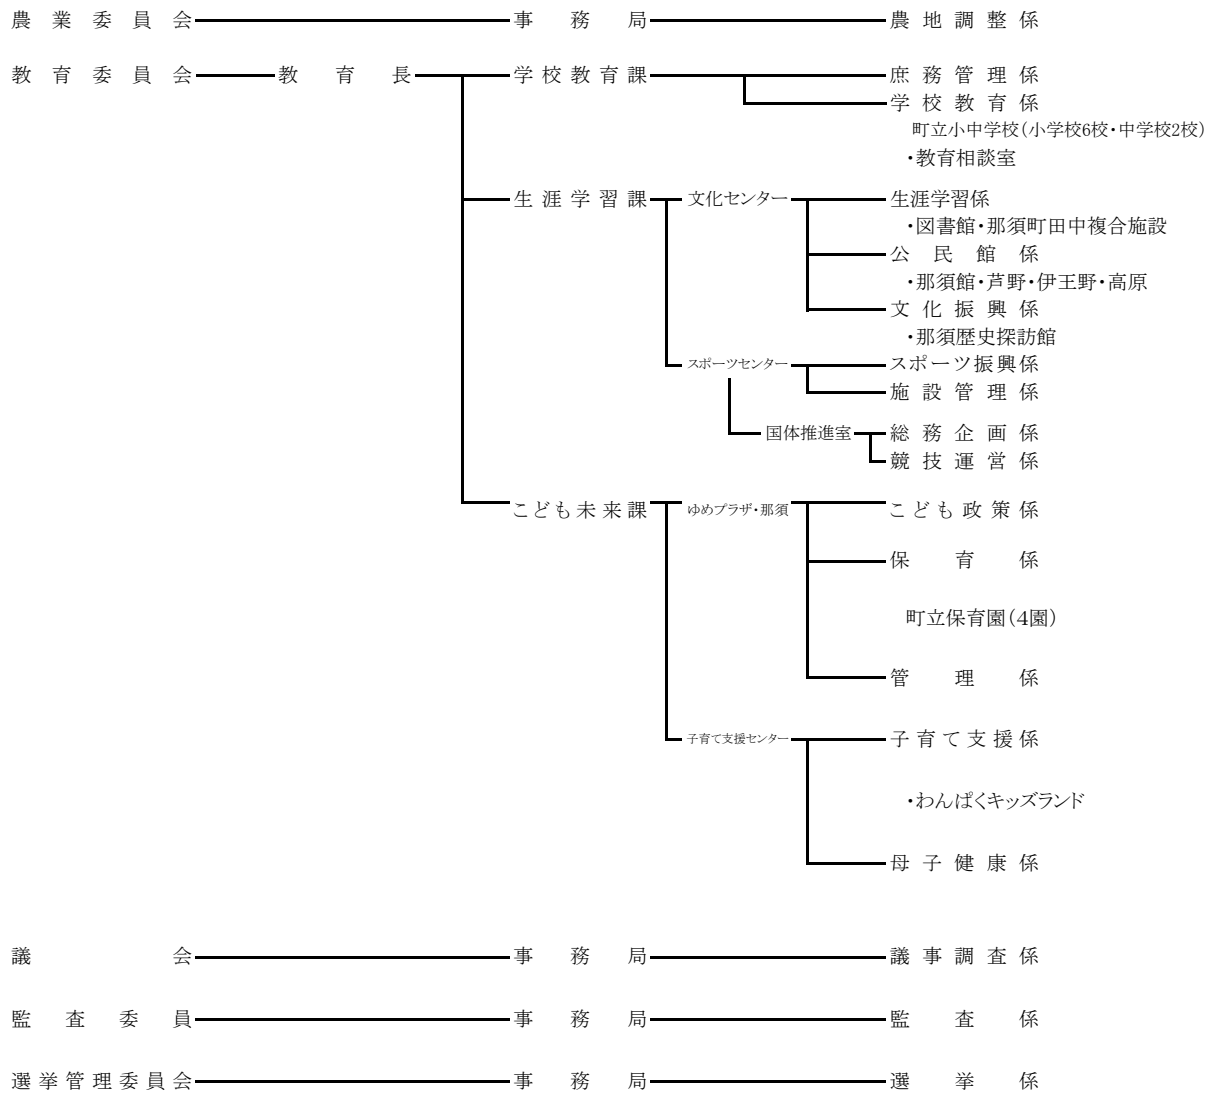 農業委員会 事務局 農地調整係
教育委員会 教育長 学校教育課 庶務管理係
学校教育係
町立小中学校(小学校6校・中学校2校)
・教育相談室
生涯学習課 文化センター 生涯学習係
・図書館・那須町田中複合施設
公民館係
・那須館・芦野・伊王野・高原
文化振興係
・那須歴史探訪館
スポーツセンター スポーツ振興係
施設管理係
国体推進室 総務企画係
競技運営係
こども未来課 ゆめプラザ・那須 こども政策係
保育係
町立保育園(4園)
管理係
子育て支援センター 子育て支援係
・わんぱくキッズランド
母子健康係
議会 事務局 議事調査係
監査委員 事務局 監査係
選挙管理委員会 事務局 選挙係